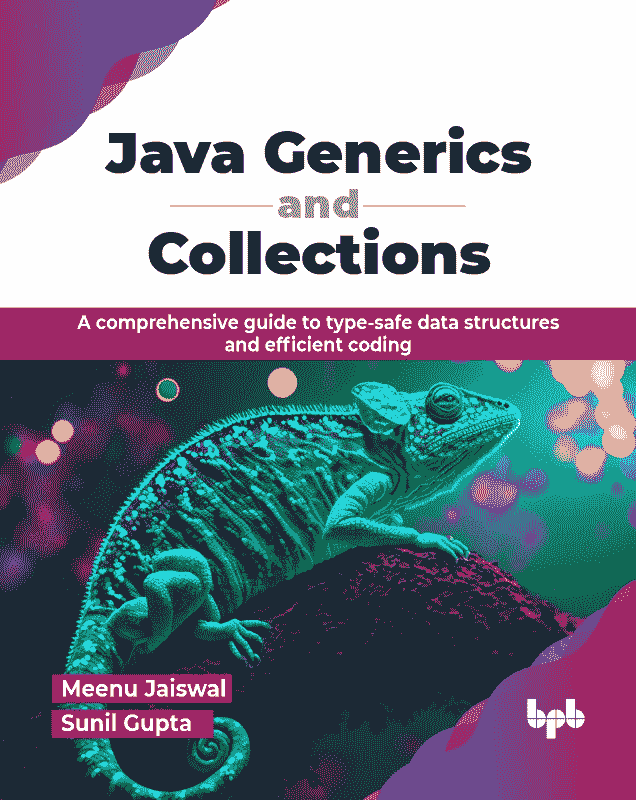 Java Generics
and
Collections
A comprehensive guide to type-safe data structures
and efficient coding
Meenu Jaiswal
Sunil Gupta
bpb